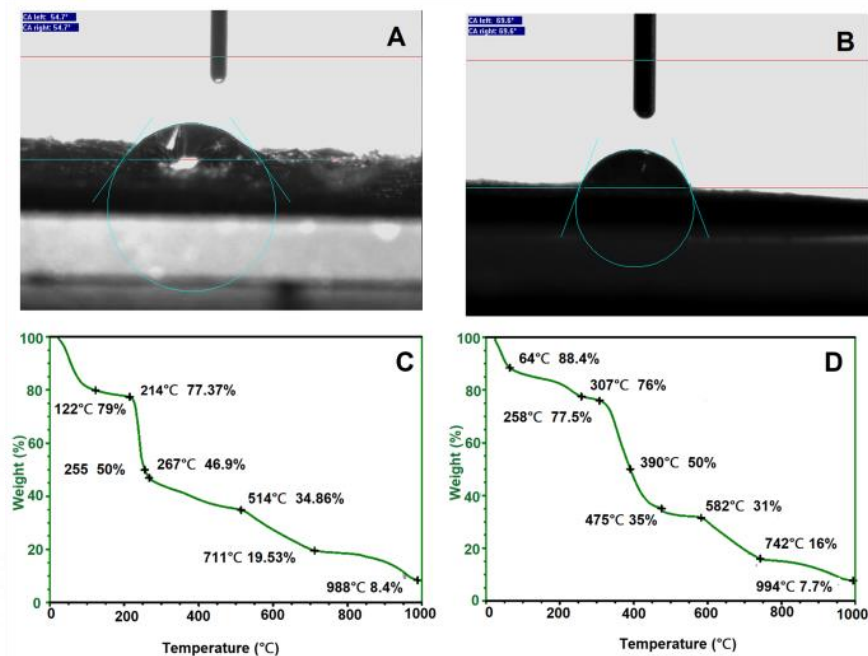 CA left: 54.7°
CA right: 54.7°
A
CA left: 69.6°
CA right: 69.6°
B
C
Weight (%)
100
80
60
40
20
0
122°C 79%
214°C 77.37%
255 50%
267°C 46.9%
514°C 34.86%
711°C 19.53%
988°C 8.4%
0
200
400
600
800
1000
Temperature (°C)
D
Weight (%)
100
80
60
40
20
0
64°C 88.4%
307°C 76%
258°C 77.5%
390°C 50%
475°C 35%
582°C 31%
742°C 16%
994°C 7.7%
0
200
400
600
800
1000
Temperature (°C)